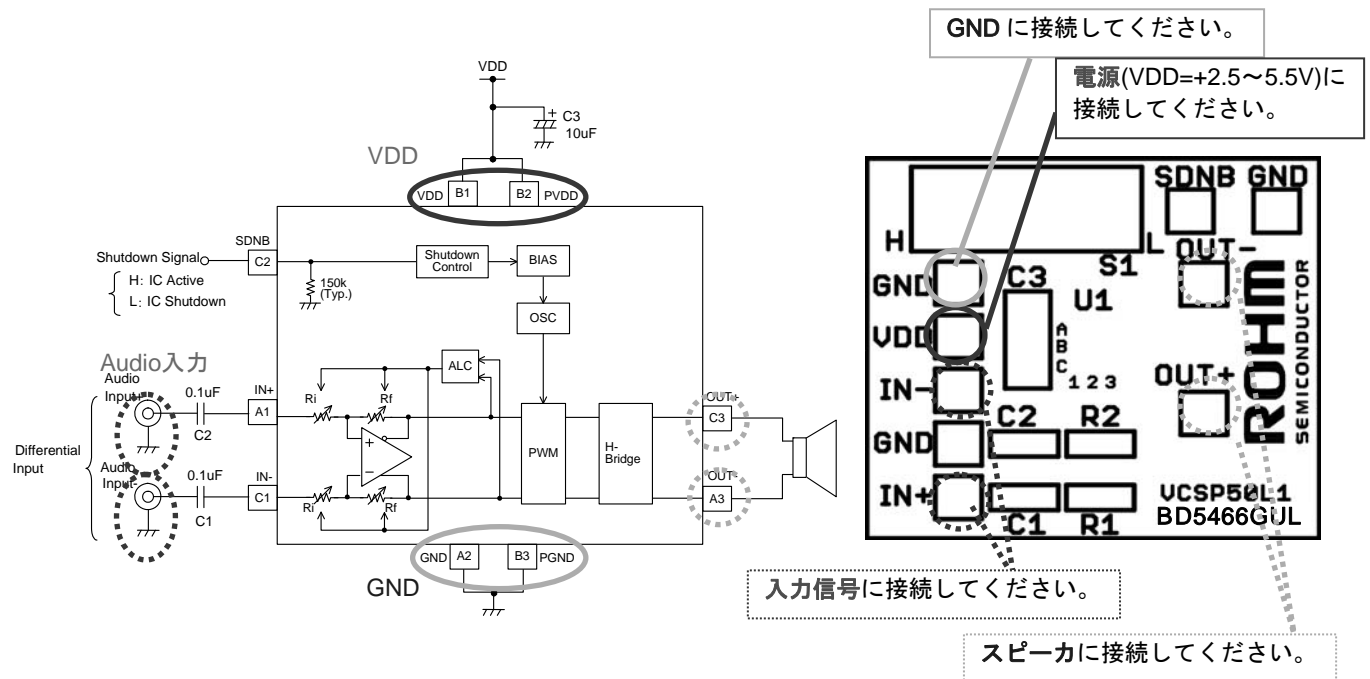 GND に接続してください。
電源(VDD=+2.5～5.5V)に
接続してください。
VDD
C3
10uF
+
VDD
VDD
B1
B2
PVDD
SDNB
Shutdown Signal
C2
H: IC Active
L: IC Shutdown
150k
(Typ.)
Shutdown
Control
BIAS
OSC
ALC
Audio入力
Audio
Input+
0.1uF
C2
IN+
A1
Ri
Rf
+
−
Differential
Input
Audio
Input-
0.1uF
C1
IN-
C1
Ri
Rf
PWM
H-
Bridge
OUT+
C3
OUT-
A3
GND
A2
B3
PGND
GND
SDNB GND
H
L
OUT-
S1
GND
C3
U1
VDD
A
B
C
1 2 3
IN-
OUT+
GND
C2
R2
IN+
C1
R1
VCSP50L1
BD5466GUL
ROHM
SEMICONDUCTOR
入力信号に接続してください。
スピーカに接続してください。